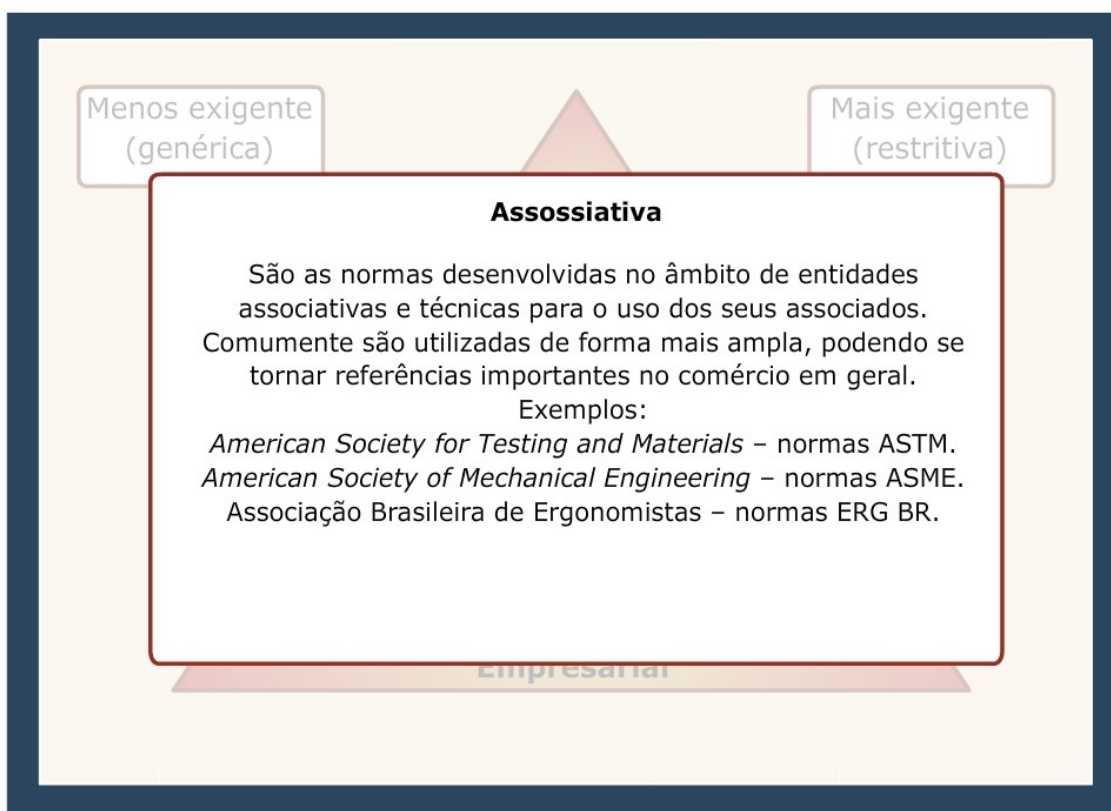 Menos exigente
(genérica)
Mais exigente
(restritiva)
Assossiativa
São as normas desenvolvidas no âmbito de entidades
associativas e técnicas para o uso dos seus associados.
Comumente são utilizadas de forma mais ampla, podendo se
tornar referências importantes no comércio em geral.
Exemplos:
American Society for Testing and Materials – normas ASTM.
American Society of Mechanical Engineering – normas ASME.
Associação Brasileira de Ergonomistas – normas ERG BR.
Empresarial